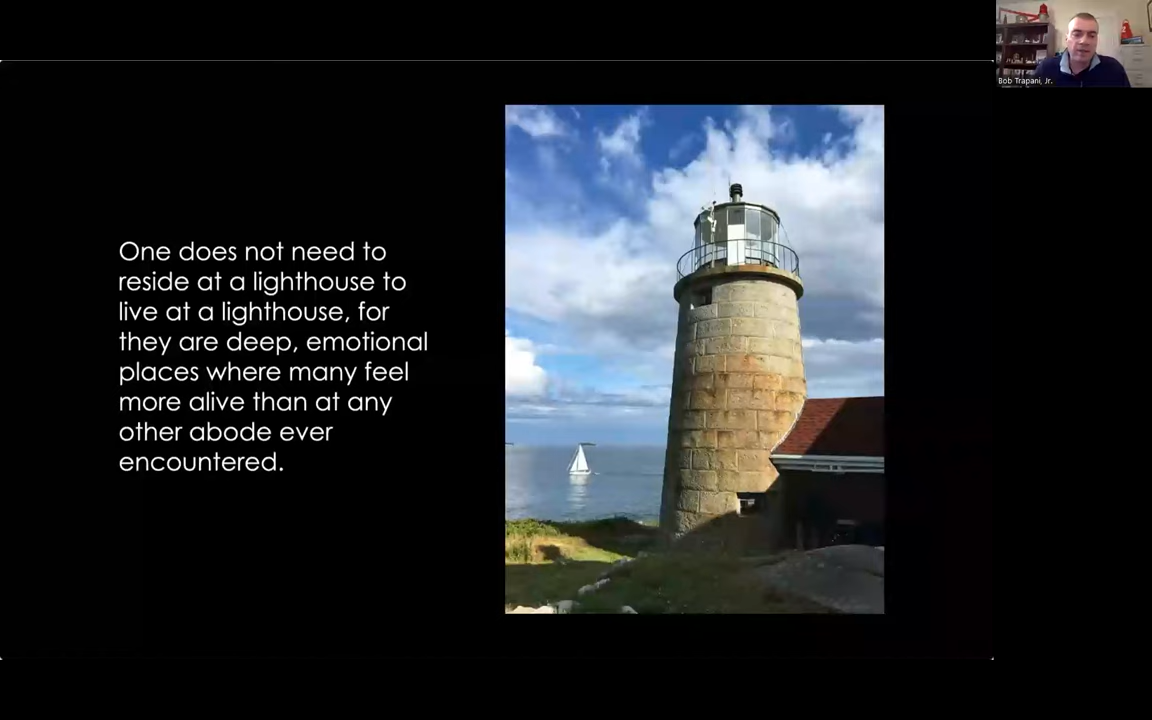 Bob Trapani, Jr.
One does not need to
reside at a lighthouse to
live at a lighthouse, for
they are deep, emotional
places where many feel
more alive than at any
other abode ever
encountered.